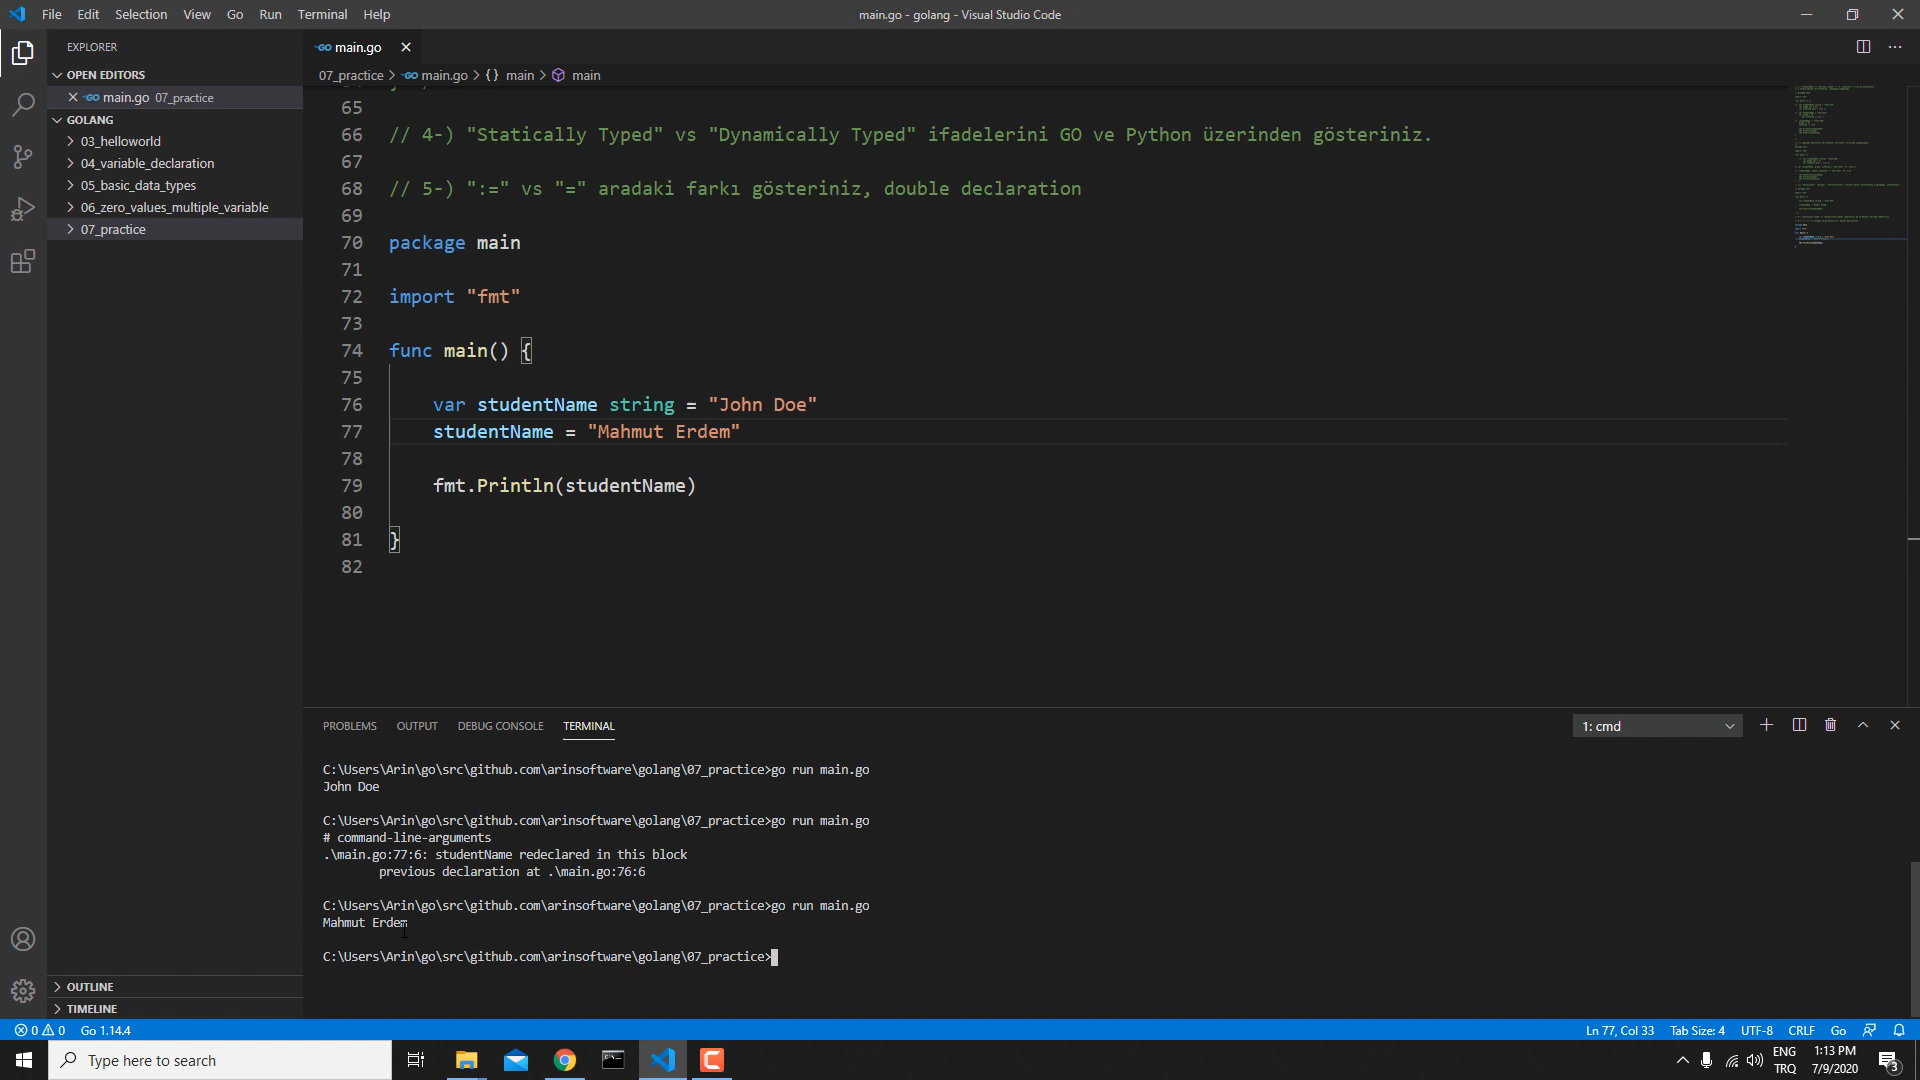 File Edit Selection View Go Run Terminal Help
main.go - golang - Visual Studio Code
EXPLORER
OPEN EDITORS
main.go 07_practice
GOLANG
03_helloworld
04_variable_declaration
05_basic_data_types
06_zero_values_multiple_variable
07_practice
OUTLINE
TIMELINE
main.go
07_practice > main.go > {} main > main
65
66 // 4-) "Statically Typed" vs "Dynamically Typed" ifadelerini GO ve Python üzerinden gösteriniz.
67
68 // 5-) ":=" vs "=" aradaki farkı gösteriniz, double declaration
69
70 package main
71
72 import "fmt"
73
74 func main() {
75
76 var studentName string = "John Doe"
77 studentName = "Mahmut Erdem"
78
79 fmt.Println(studentName)
80
81 }
82
PROBLEMS OUTPUT DEBUG CONSOLE TERMINAL
1: cmd
C:\Users\Arin\go\src\github.com\arinsoftware\golang\07_practice>go run main.go
John Doe
C:\Users\Arin\go\src\github.com\arinsoftware\golang\07_practice>go run main.go
# command-line-arguments
.\main.go:77:6: studentName redeclared in this block
previous declaration at .\main.go:76:6
C:\Users\Arin\go\src\github.com\arinsoftware\golang\07_practice>go run main.go
Mahmut Erdem
C:\Users\Arin\go\src\github.com\arinsoftware\golang\07_practice>
0 0 Go 1.14.4
Ln 77, Col 33 Tab Size: 4 UTF-8 CRLF Go
Type here to search
ENG
TRQ
1:13 PM
7/9/2020
3